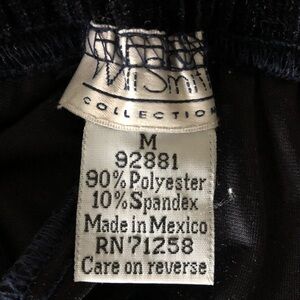 COLLECTION
M
92881
90% Polyester
10% Spandex
Made in Mexico
RN 71258
Care on reverse